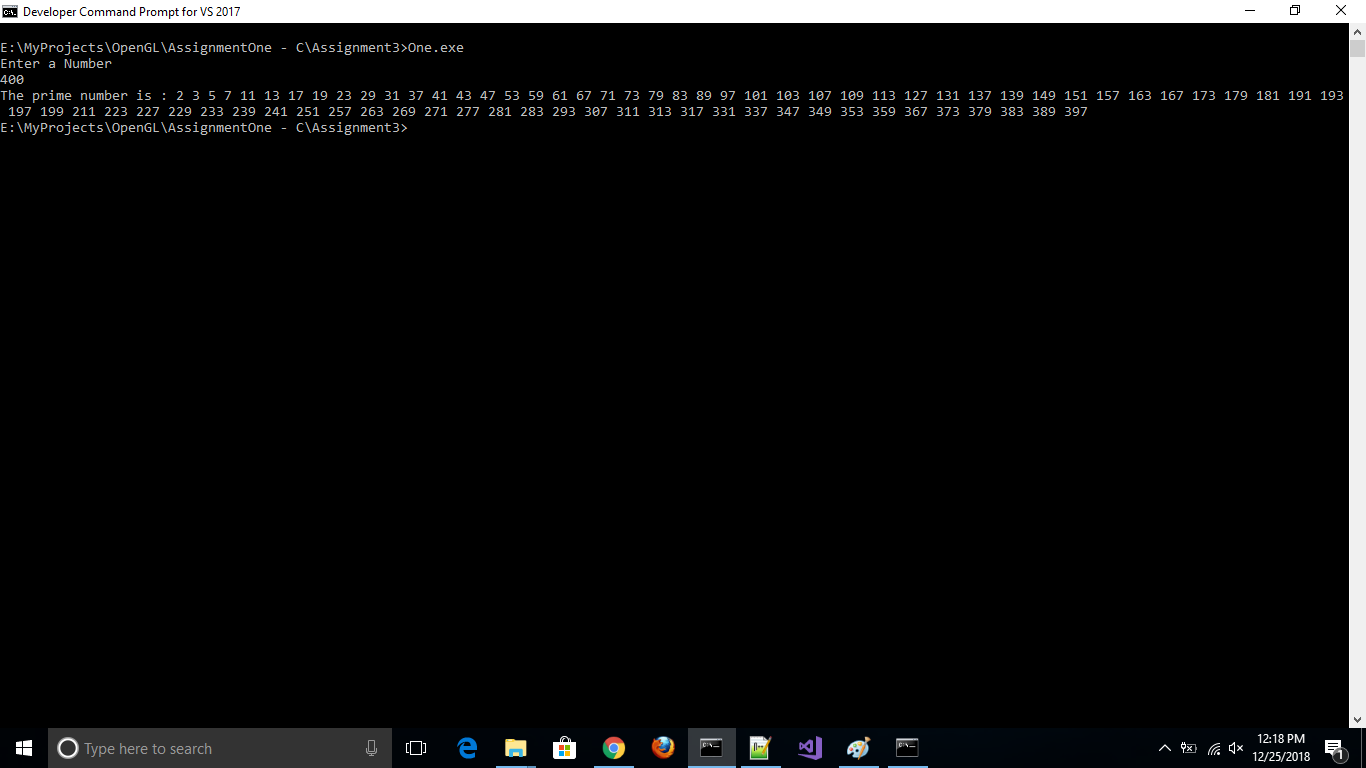 Developer Command Prompt for VS 2017
E:\MyProjects\OpenGL\AssignmentOne - C\Assignment3>One.exe
Enter a Number
400
The prime number is : 2 3 5 7 11 13 17 19 23 29 31 37 41 43 47 53 59 61 67 71 73 79 83 89 97 101 103 107 109 113 127 131 137 139 149 151 157 163 167 173 179 181 191 193
197 199 211 223 227 229 233 239 241 251 257 263 269 271 277 281 283 293 307 311 313 317 331 337 347 349 353 359 367 373 379 383 389 397
E:\MyProjects\OpenGL\AssignmentOne - C\Assignment3>
Type here to search
12:18 PM
12/25/2018
1